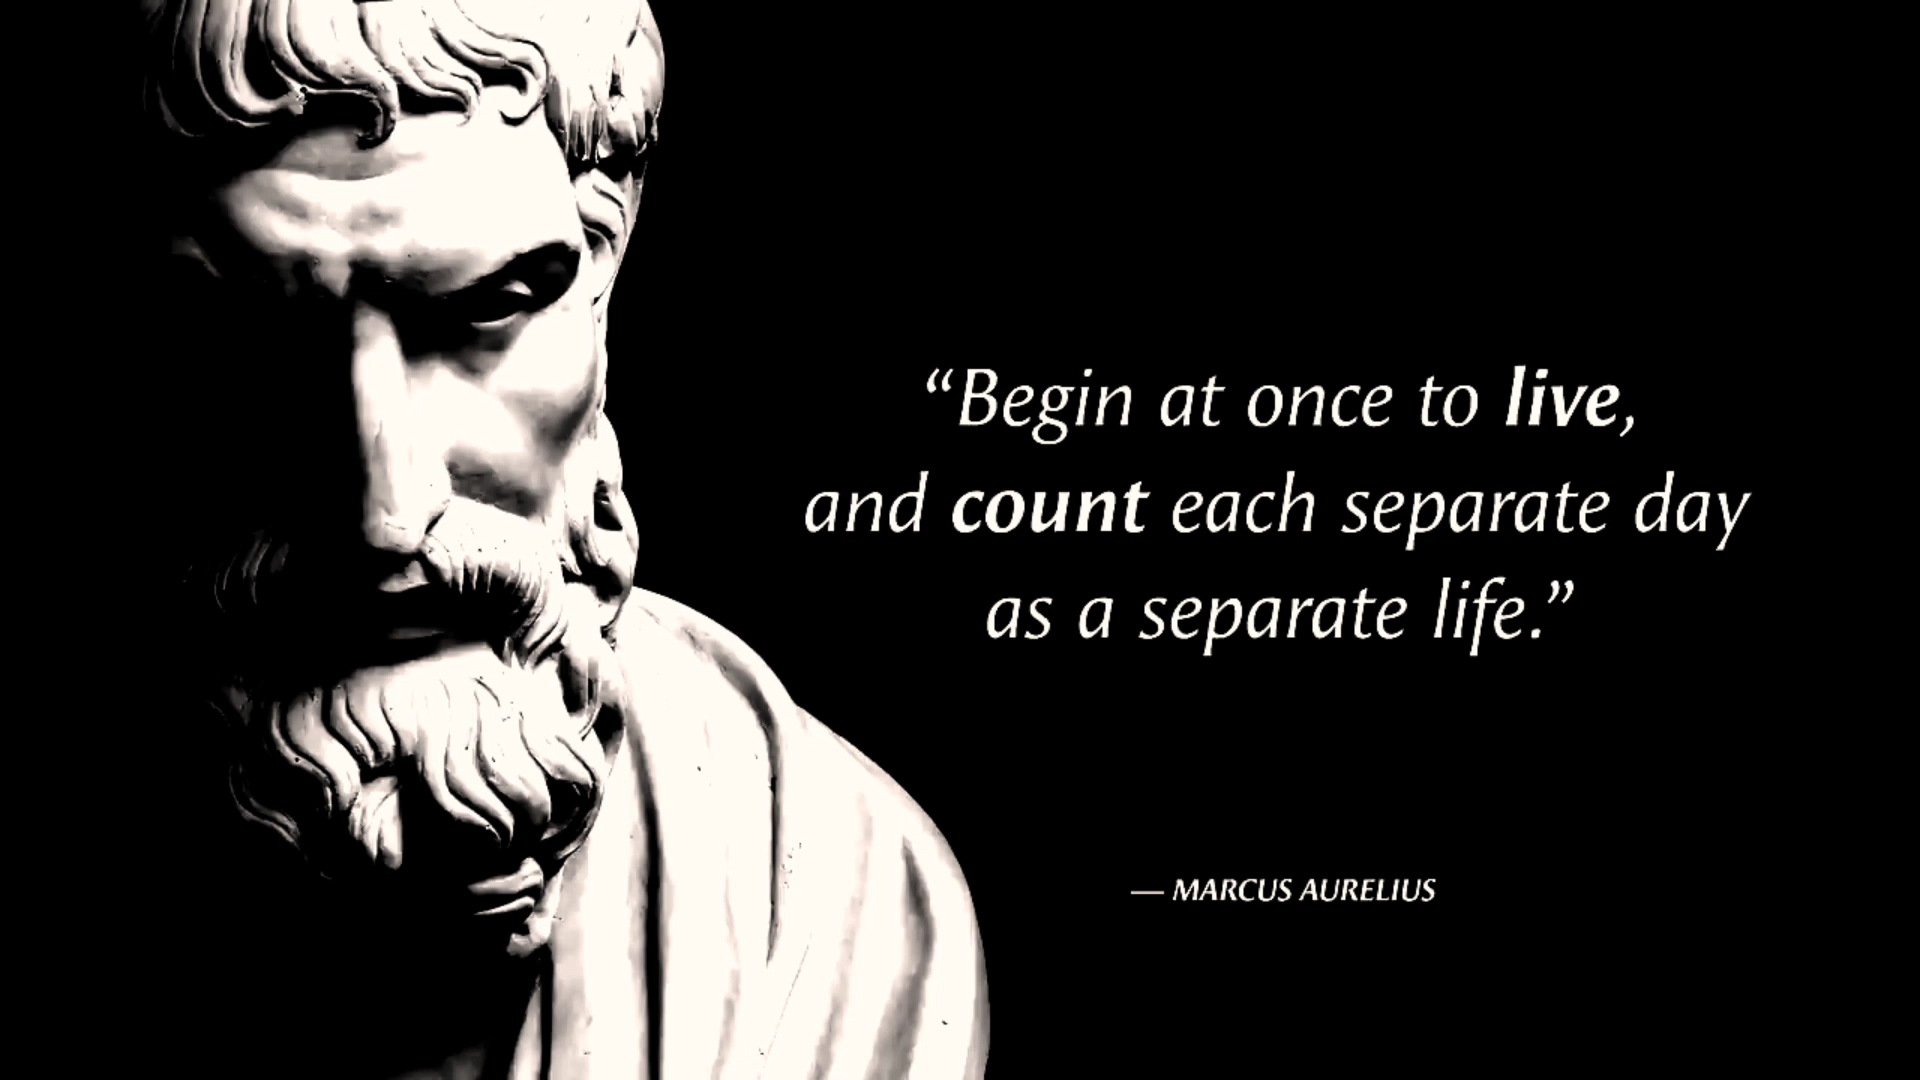 “Begin at once to live,
and count each separate day
as a separate life.”
— MARCUS AURELIUS